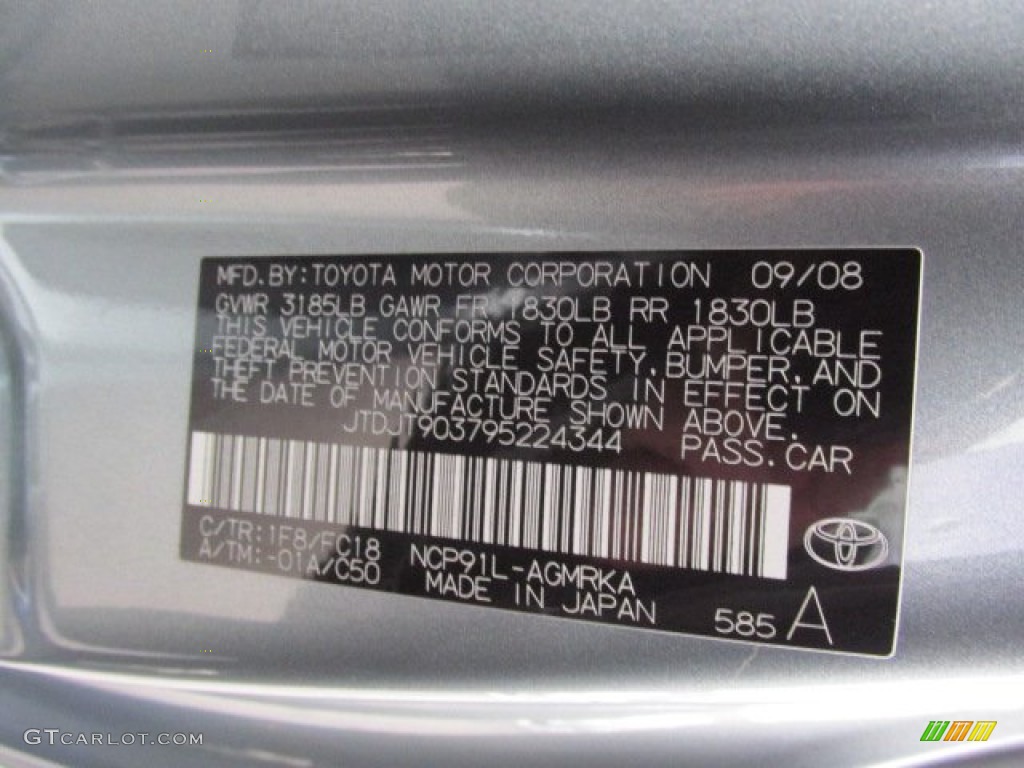 MFD.BY:TOYOTA MOTOR CORPORATION 09/08
GVWR 3185LB GAWR FR 1830LB RR 1830LB
THIS VEHICLE CONFORMS TO ALL APPLICABLE
FEDERAL MOTOR VEHICLE SAFETY,BUMPER,AND
THEFT PREVENTION STANDARDS IN EFFECT ON
THE DATE OF MANUFACTURE SHOWN ABOVE.
JTDJT903795224344 PASS.CAR
C/TR:1F8/FC18
A/TM:-01A/C50
NCP91L-AGMRKA
MADE IN JAPAN
585 A
GTCARLOT.COM